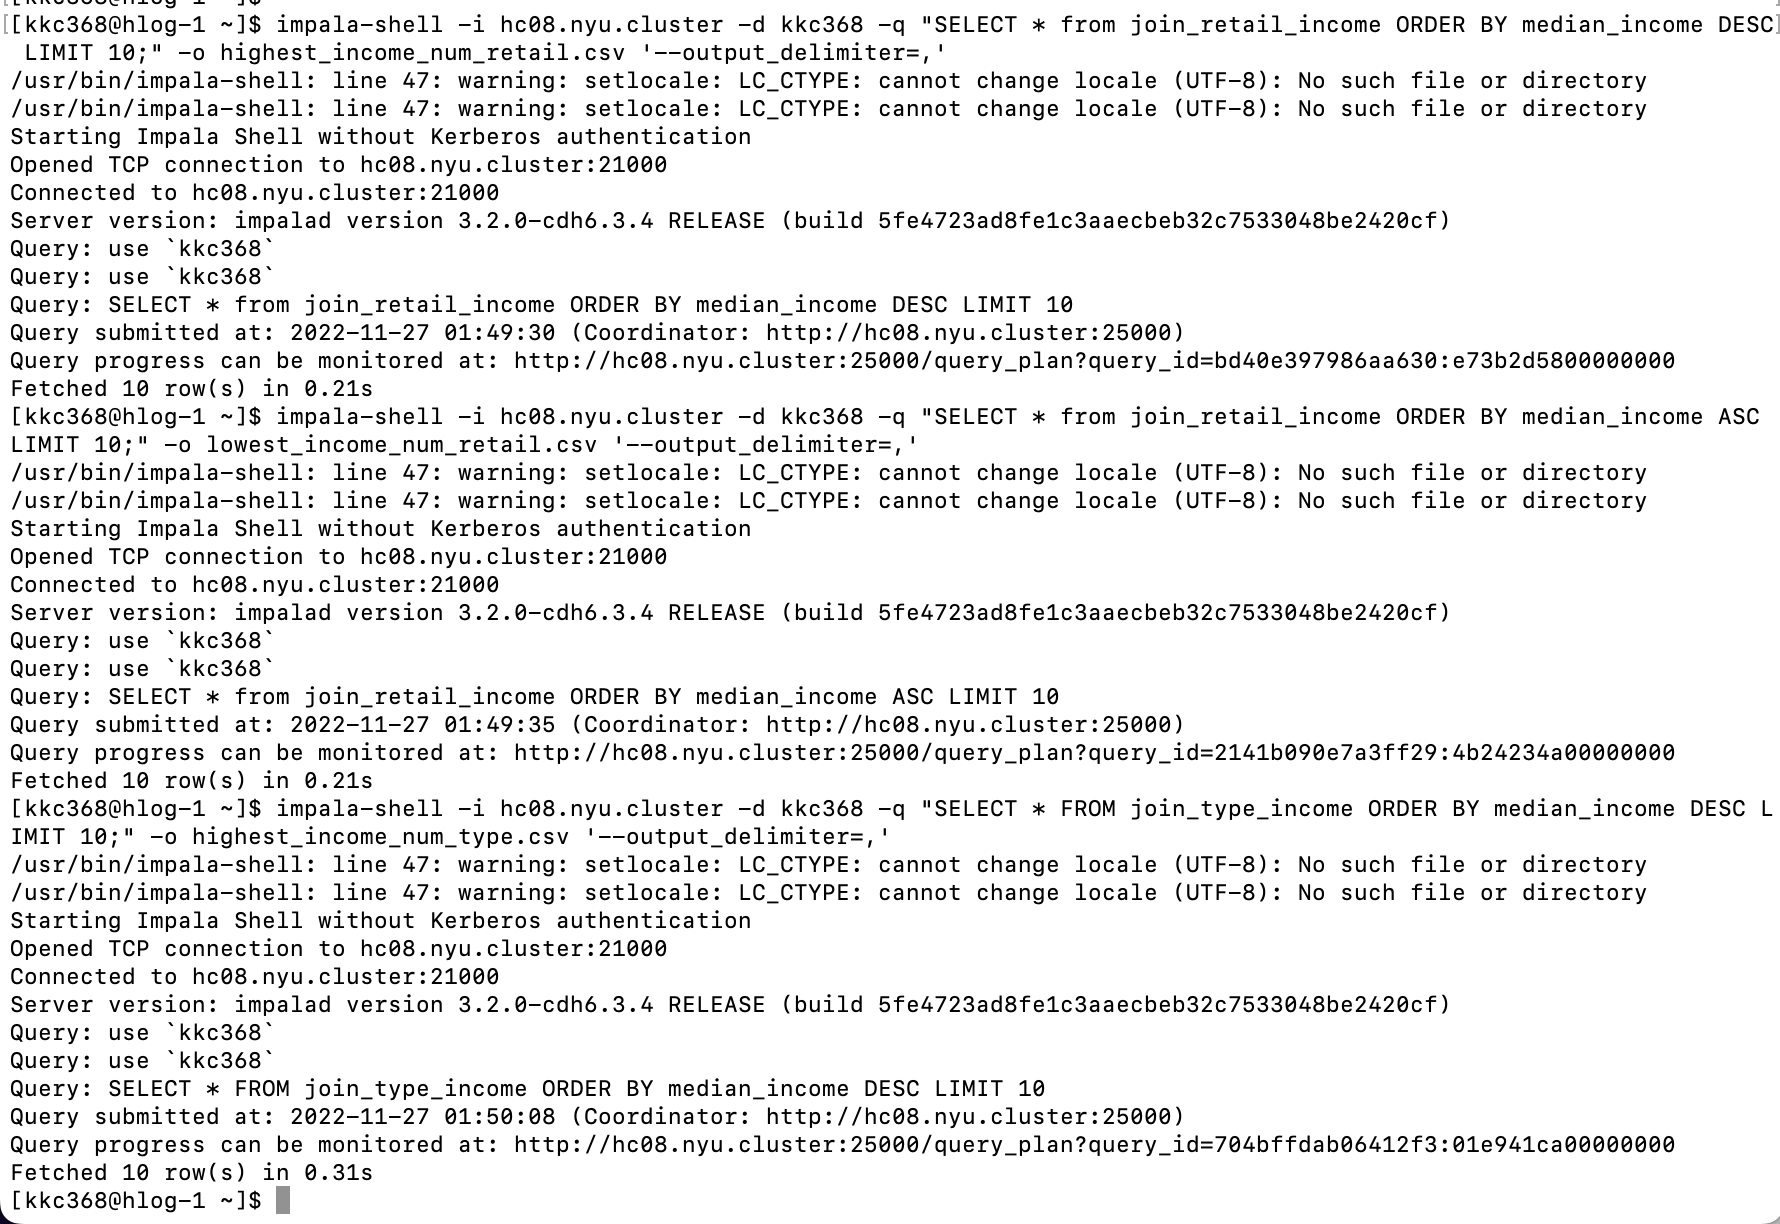 [[kkc368@hlog-1 ~]$
[[kkc368@hlog-1 ~]$ impala-shell -i hc08.nyu.cluster -d kkc368 -q "SELECT * from join_retail_income ORDER BY median_income DESC]
 LIMIT 10;" -o highest_income_num_retail.csv '--output_delimiter=,'
/usr/bin/impala-shell: line 47: warning: setlocale: LC_CTYPE: cannot change locale (UTF-8): No such file or directory
/usr/bin/impala-shell: line 47: warning: setlocale: LC_CTYPE: cannot change locale (UTF-8): No such file or directory
Starting Impala Shell without Kerberos authentication
Opened TCP connection to hc08.nyu.cluster:21000
Connected to hc08.nyu.cluster:21000
Server version: impalad version 3.2.0-cdh6.3.4 RELEASE (build 5fe4723ad8fe1c3aaecbeb32c7533048be2420cf)
Query: use `kkc368`
Query: use `kkc368`
Query: SELECT * from join_retail_income ORDER BY median_income DESC LIMIT 10
Query submitted at: 2022-11-27 01:49:30 (Coordinator: http://hc08.nyu.cluster:25000)
Query progress can be monitored at: http://hc08.nyu.cluster:25000/query_plan?query_id=bd40e397986aa630:e73b2d5800000000
Fetched 10 row(s) in 0.21s
[kkc368@hlog-1 ~]$ impala-shell -i hc08.nyu.cluster -d kkc368 -q "SELECT * from join_retail_income ORDER BY median_income ASC
LIMIT 10;" -o lowest_income_num_retail.csv '--output_delimiter=,'
/usr/bin/impala-shell: line 47: warning: setlocale: LC_CTYPE: cannot change locale (UTF-8): No such file or directory
/usr/bin/impala-shell: line 47: warning: setlocale: LC_CTYPE: cannot change locale (UTF-8): No such file or directory
Starting Impala Shell without Kerberos authentication
Opened TCP connection to hc08.nyu.cluster:21000
Connected to hc08.nyu.cluster:21000
Server version: impalad version 3.2.0-cdh6.3.4 RELEASE (build 5fe4723ad8fe1c3aaecbeb32c7533048be2420cf)
Query: use `kkc368`
Query: use `kkc368`
Query: SELECT * from join_retail_income ORDER BY median_income ASC LIMIT 10
Query submitted at: 2022-11-27 01:49:35 (Coordinator: http://hc08.nyu.cluster:25000)
Query progress can be monitored at: http://hc08.nyu.cluster:25000/query_plan?query_id=2141b090e7a3ff29:4b24234a00000000
Fetched 10 row(s) in 0.21s
[kkc368@hlog-1 ~]$ impala-shell -i hc08.nyu.cluster -d kkc368 -q "SELECT * FROM join_type_income ORDER BY median_income DESC L
IMIT 10;" -o highest_income_num_type.csv '--output_delimiter=,'
/usr/bin/impala-shell: line 47: warning: setlocale: LC_CTYPE: cannot change locale (UTF-8): No such file or directory
/usr/bin/impala-shell: line 47: warning: setlocale: LC_CTYPE: cannot change locale (UTF-8): No such file or directory
Starting Impala Shell without Kerberos authentication
Opened TCP connection to hc08.nyu.cluster:21000
Connected to hc08.nyu.cluster:21000
Server version: impalad version 3.2.0-cdh6.3.4 RELEASE (build 5fe4723ad8fe1c3aaecbeb32c7533048be2420cf)
Query: use `kkc368`
Query: use `kkc368`
Query: SELECT * FROM join_type_income ORDER BY median_income DESC LIMIT 10
Query submitted at: 2022-11-27 01:50:08 (Coordinator: http://hc08.nyu.cluster:25000)
Query progress can be monitored at: http://hc08.nyu.cluster:25000/query_plan?query_id=704bffdab06412f3:01e941ca00000000
Fetched 10 row(s) in 0.31s
[kkc368@hlog-1 ~]$